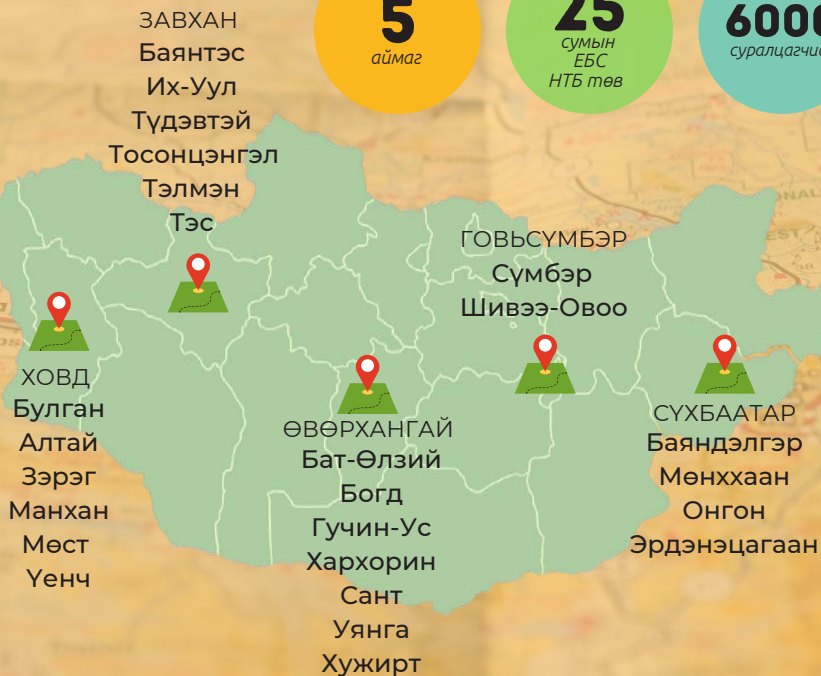 ЗАВХАН
Баянтэс
Их-Уул
Түдэвтэй
Тосонцэнгэл
Тэлмэн
Тэс
5
аймаг
25
сумын
ЕБС
НТБ төв
ГОВЬСҮМБЭР
Сүмбэр
Шивээ-Овоо
ХОВД
Булган
Алтай
Зэрэг
Манхан
Мөст
Үенч
ӨВӨРХАНГАЙ
Бат-Өлзий
Богд
Гучин-Ус
Хархорин
Сант
Уянга
Хужирт
СҮХБААТАР
Баяндэлгэр
Мөнххаан
Онгон
Эрдэнэцагаан